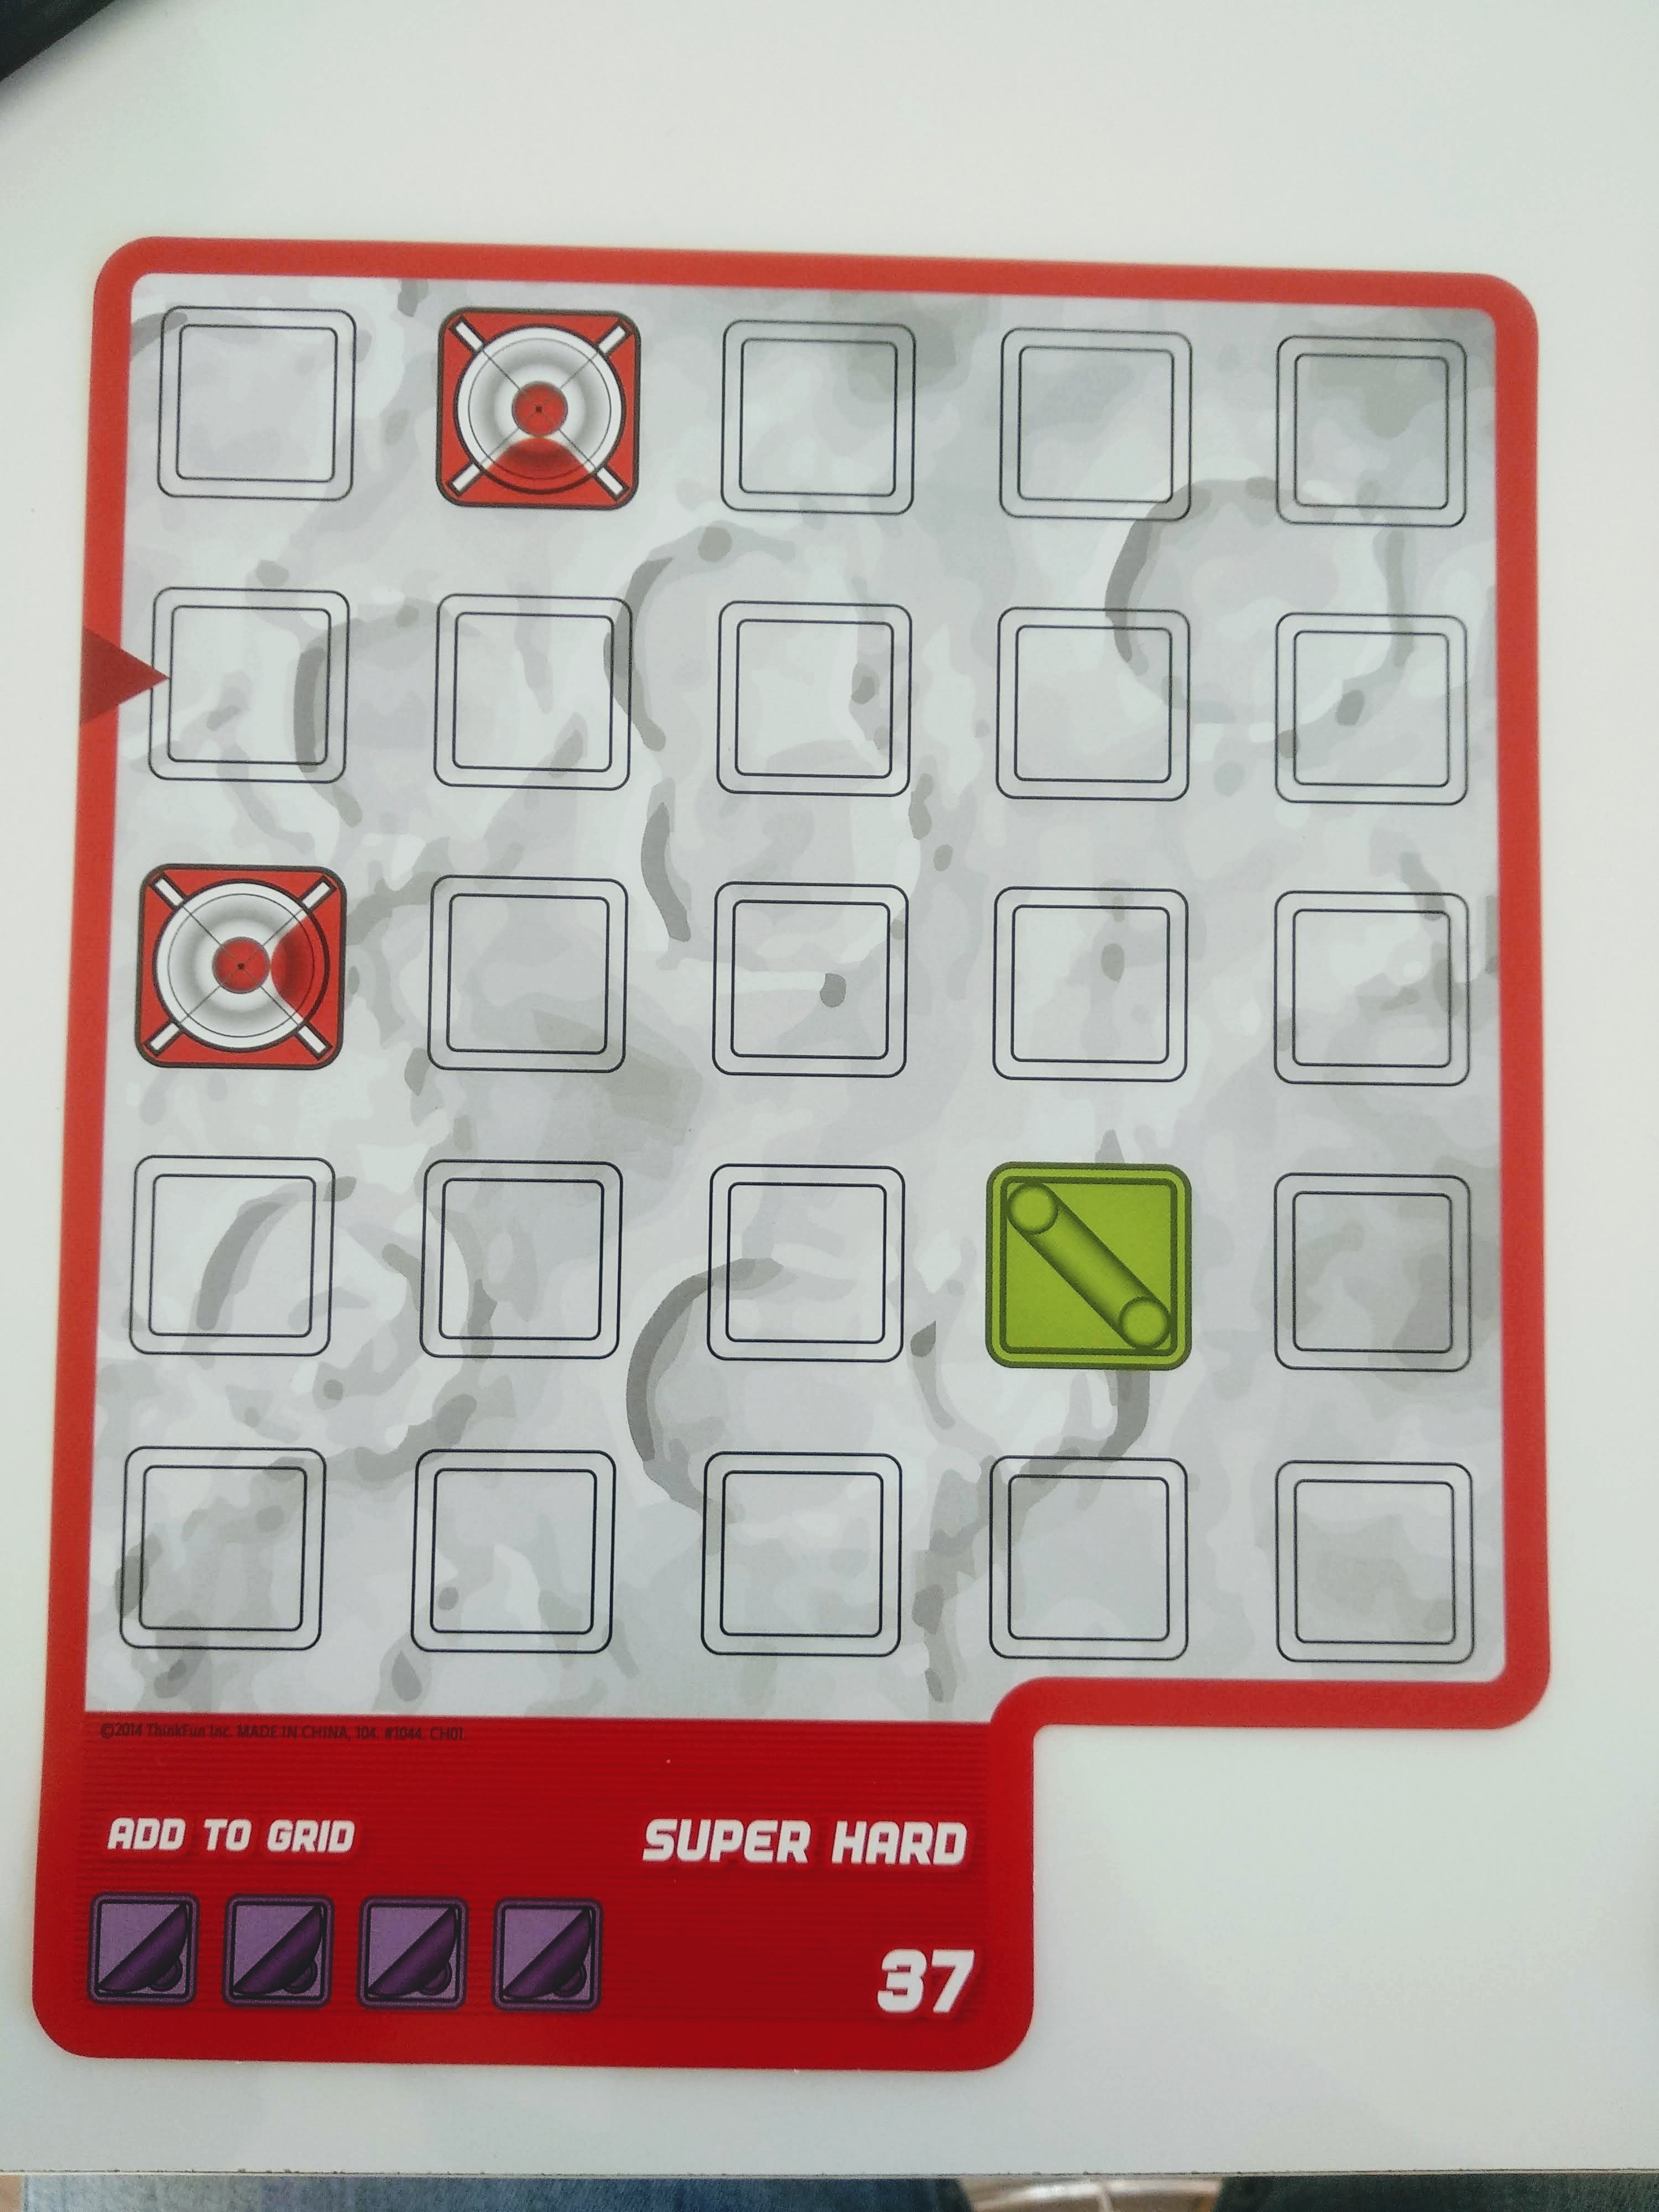 ©2014 ThinkFun Inc. MADE IN CHINA, 104. #1044. CH01.
ADD TO GRID
SUPER HARD
37